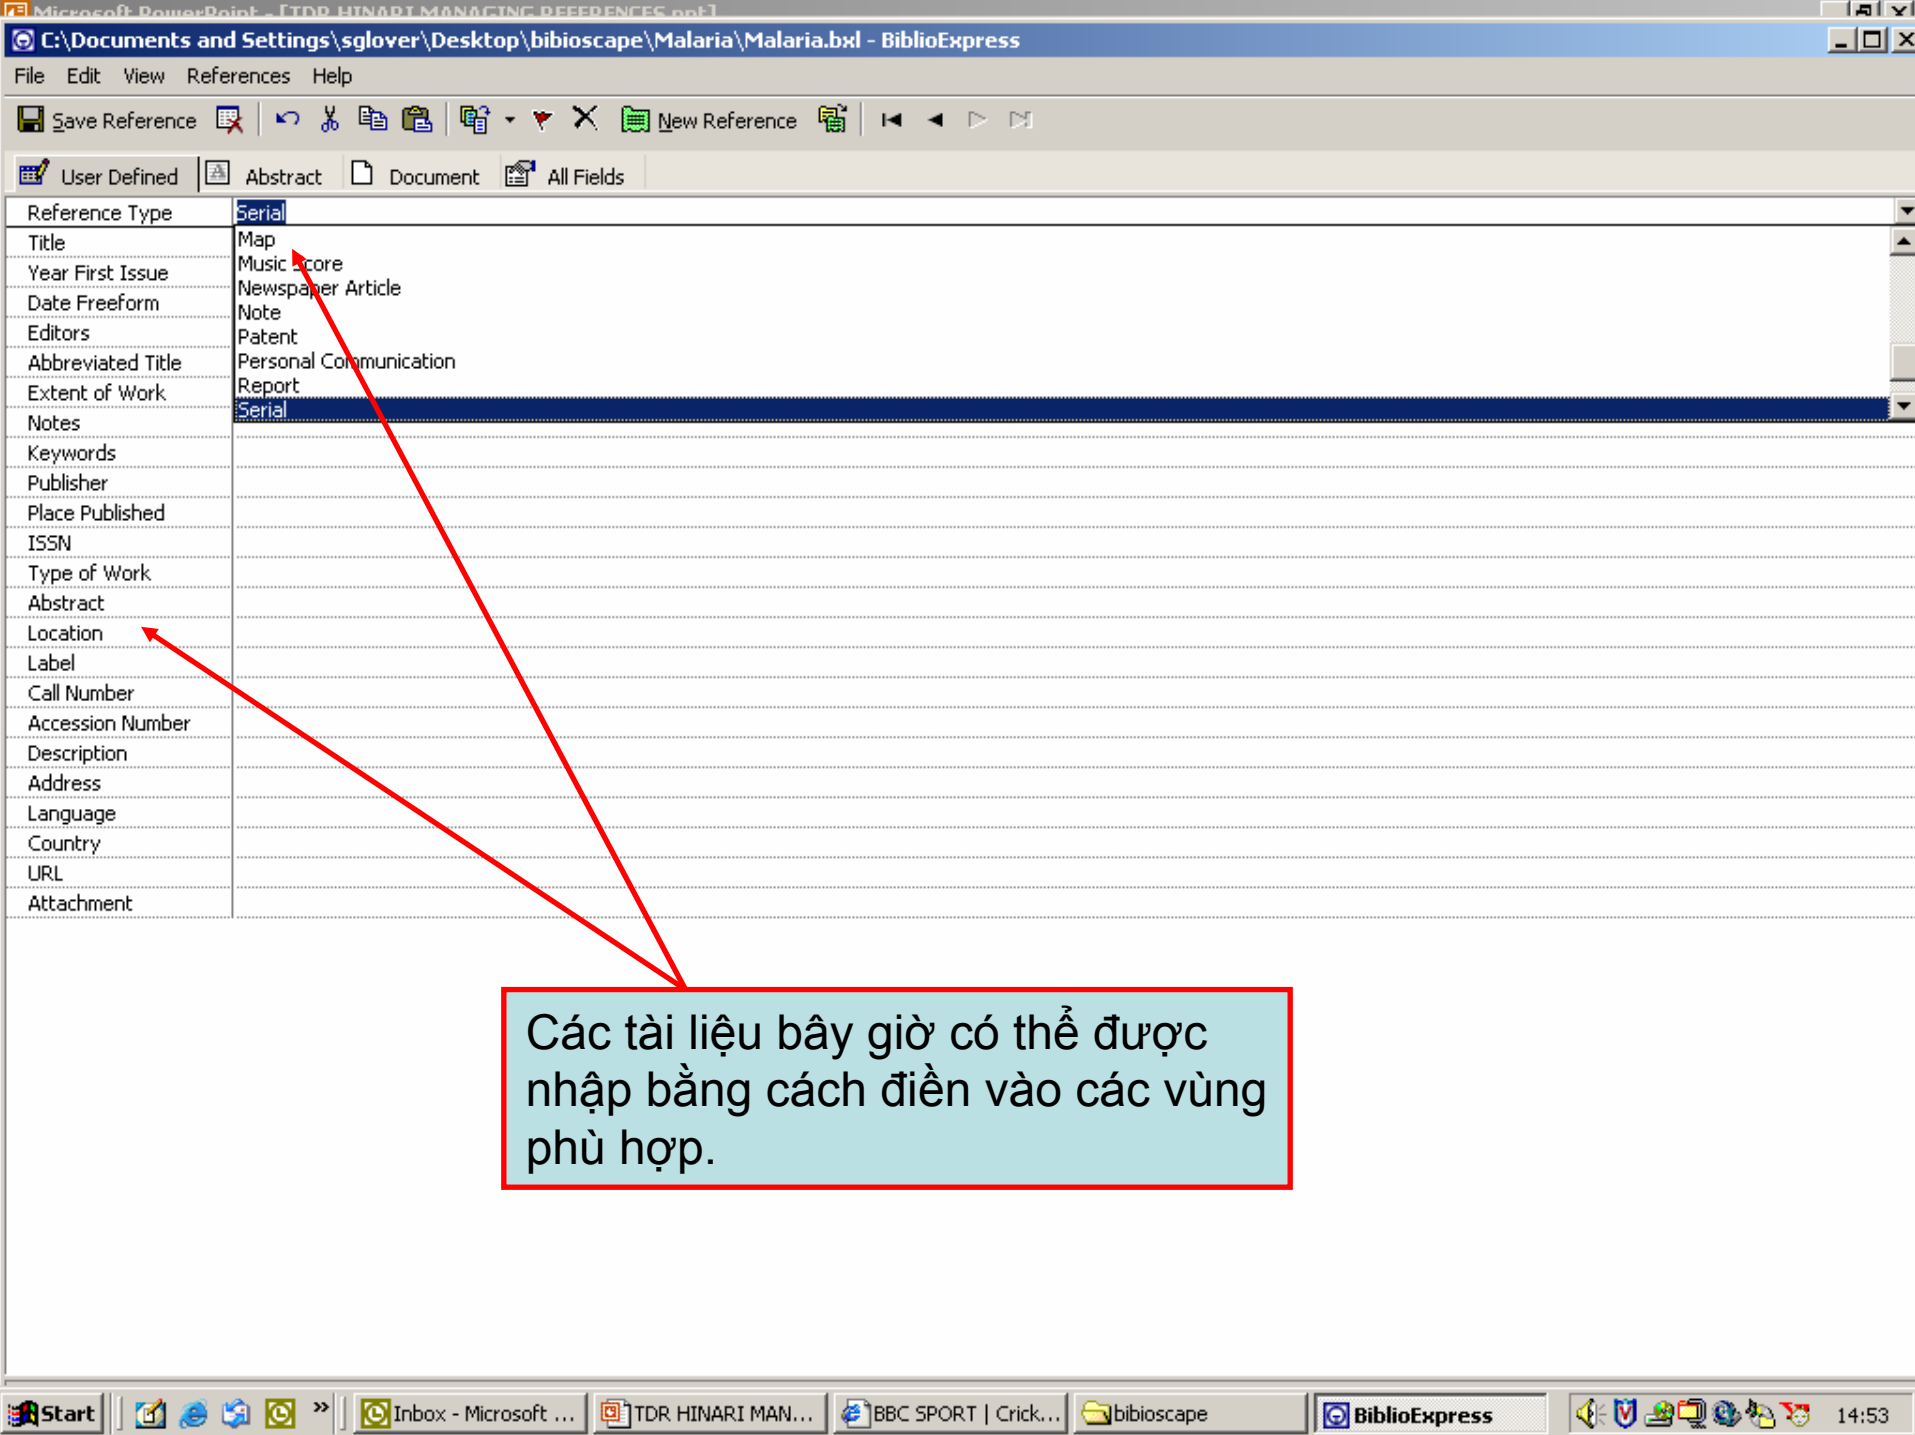 Microsoft PowerPoint - [TDR HINARI MANAGING REFERENCES.ppt]
C:\Documents and Settings\sglover\Desktop\bibioscape\Malaria\Malaria.bxl - BiblioExpress
File Edit View References Help
Save Reference New Reference
User Defined Abstract Document All Fields
Reference Type Serial
Title Map
Music Score
Year First Issue
Newspaper Article
Date Freeform
Note
Editors
Patent
Abbreviated Title Personal Communication
Extent of Work Report
Serial
Notes
Keywords
Publisher
Place Published
ISSN
Type of Work
Abstract
Location
Label
Call Number
Accession Number
Description
Address
Language
Country
URL
Attachment
Các tài liệu bây giờ có thể được
nhập bằng cách điền vào các vùng
phù hợp.
Start » Inbox - Microsoft ... TDR HINARI MAN... BBC SPORT | Crick... bibioscape BiblioExpress 14:53